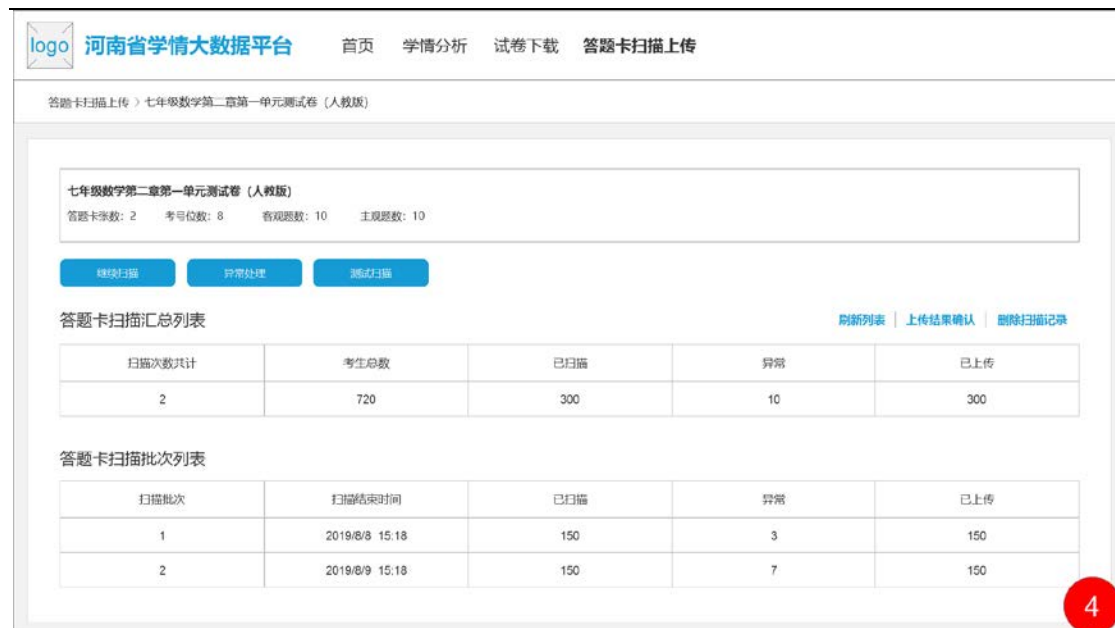 logo 河南省学情大数据平台 首页 学情分析 试卷下载 答题卡扫描上传
答题卡扫描上传 〉七年级数学第二章第一单元测试卷（人教版）
七年级数学第二章第一单元测试卷（人教版）
答题卡张数：2 考号位数：8 客观题数：10 主观题数：10
继续扫描 异常处理 测试扫描
答题卡扫描汇总列表 刷新列表 上传结果确认 删除扫描记录
扫描次数共计 考生总数 已扫描 异常 已上传
2 720 300 10 300
答题卡扫描批次列表
扫描批次 扫描结束时间 已扫描 异常 已上传
1 2019/8/8 15:18 150 3 150
2 2019/8/9 15:18 150 7 150
4